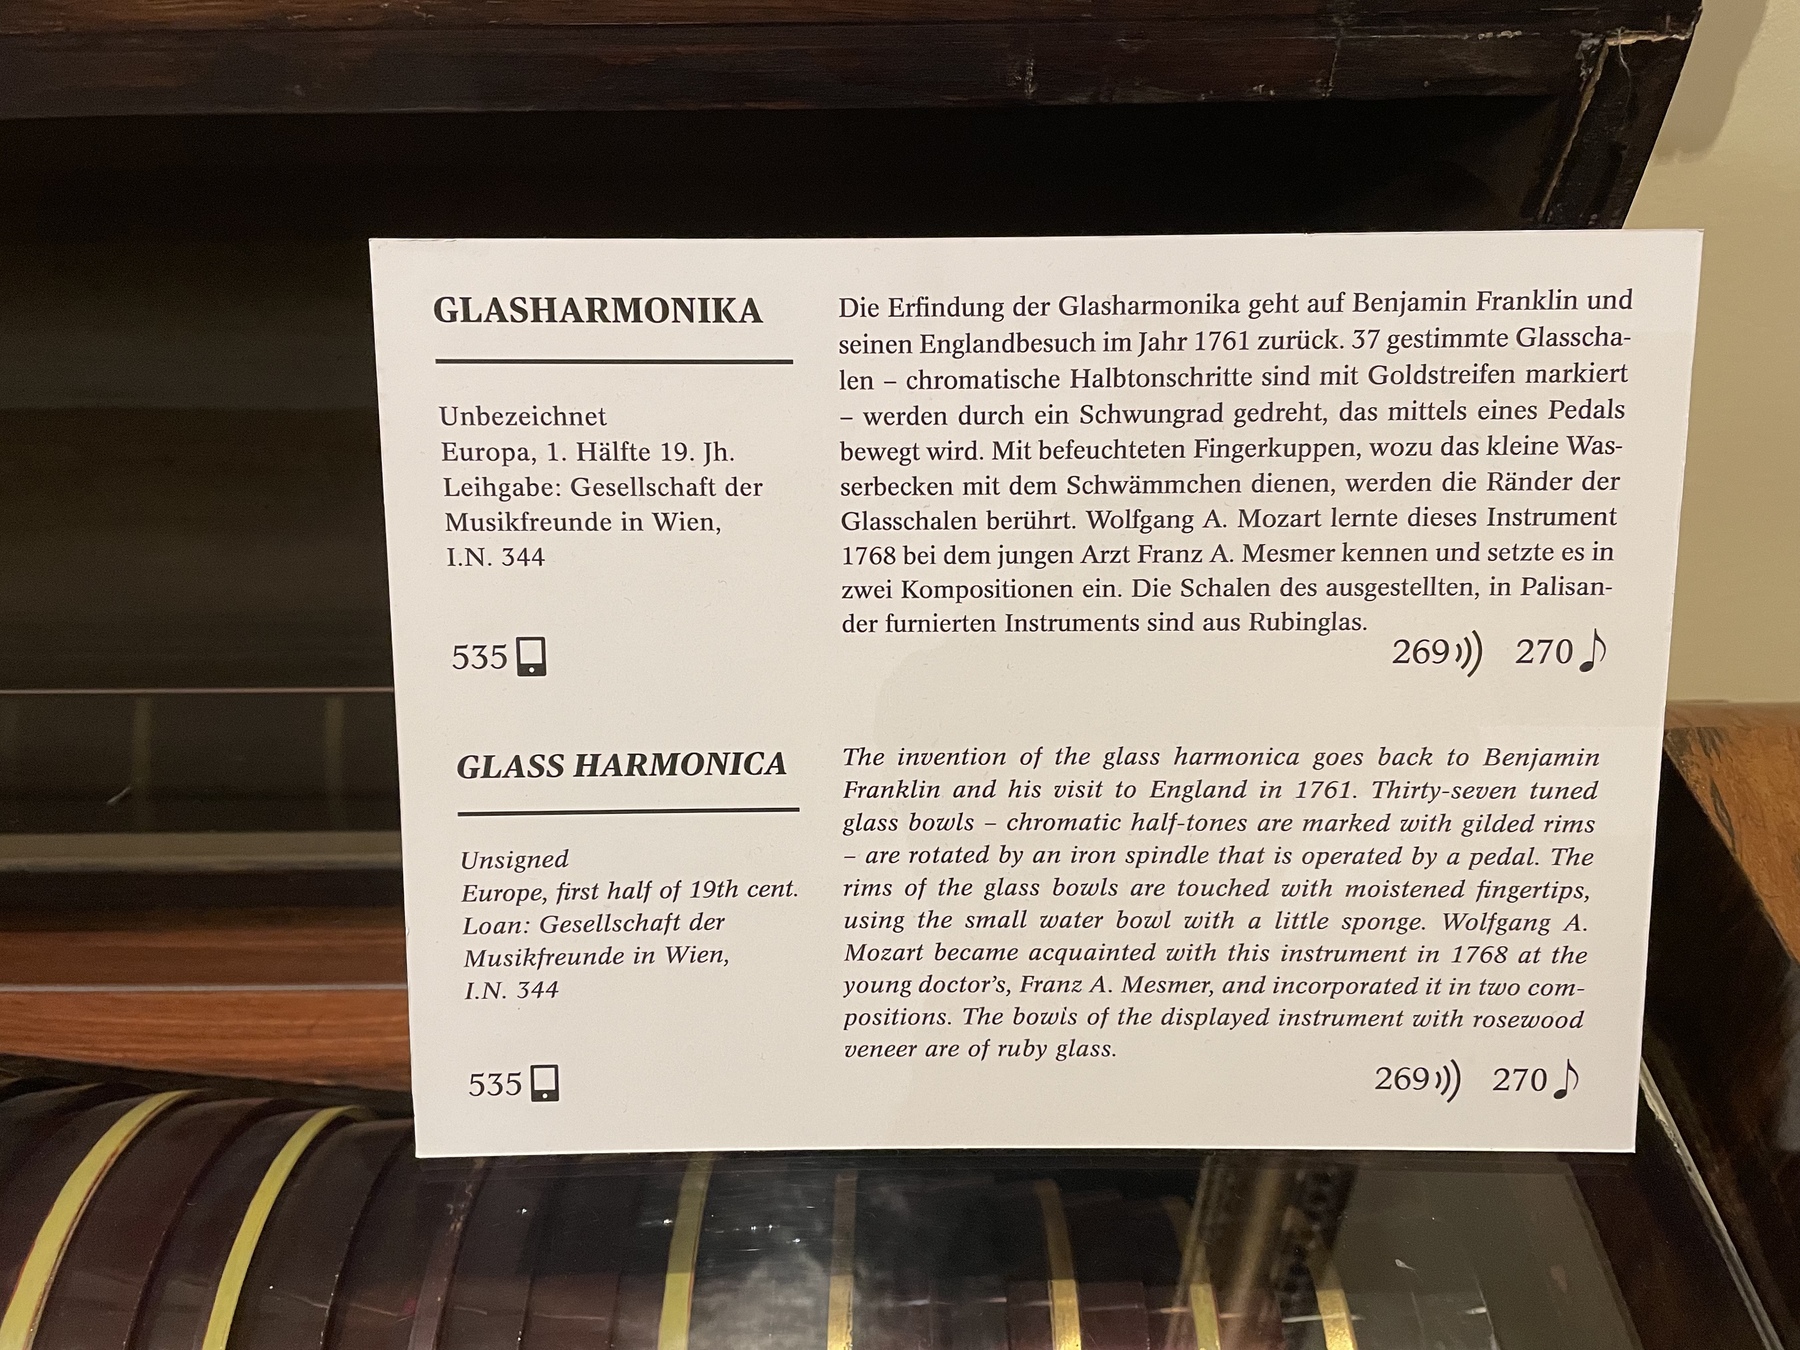 GLASHARMONIKA
Unbezeichnet
Europa, 1. Hälfte 19. Jh.
Leihgabe: Gesellschaft der
Musikfreunde in Wien,
I.N. 344
535
Die Erfindung der Glasharmonika geht auf Benjamin Franklin und
seinen Englandbesuch im Jahr 1761 zurück. 37 gestimmte Glasscha-
len – chromatische Halbtonschritte sind mit Goldstreifen markiert
– werden durch ein Schwungrad gedreht, das mittels eines Pedals
bewegt wird. Mit befeuchteten Fingerkuppen, wozu das kleine Was-
serbecken mit dem Schwämmchen dienen, werden die Ränder der
Glasschalen berührt. Wolfgang A. Mozart lernte dieses Instrument
1768 bei dem jungen Arzt Franz A. Mesmer kennen und setzte es in
zwei Kompositionen ein. Die Schalen des ausgestellten, in Palisan-
der furnierten Instruments sind aus Rubinglas.
269 270
GLASS HARMONICA
Unsigned
Europe, first half of 19th cent.
Loan: Gesellschaft der
Musikfreunde in Wien,
I.N. 344
535
The invention of the glass harmonica goes back to Benjamin
Franklin and his visit to England in 1761. Thirty-seven tuned
glass bowls – chromatic half-tones are marked with gilded rims
– are rotated by an iron spindle that is operated by a pedal. The
rims of the glass bowls are touched with moistened fingertips,
using the small water bowl with a little sponge. Wolfgang A.
Mozart became acquainted with this instrument in 1768 at the
young doctor's, Franz A. Mesmer, and incorporated it in two com-
positions. The bowls of the displayed instrument with rosewood
veneer are of ruby glass.
269 270